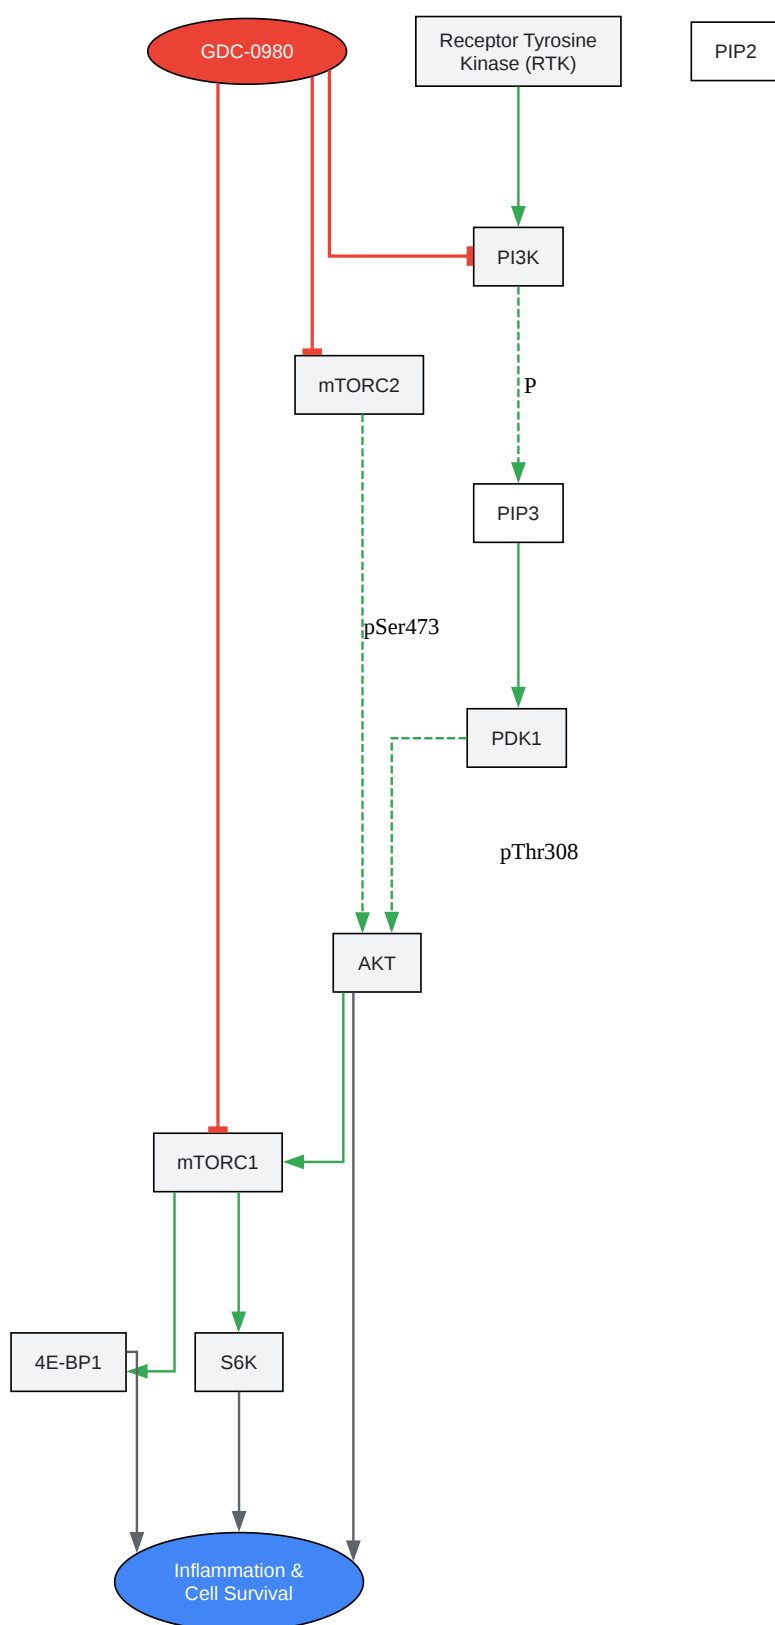 GDC-0980
Receptor Tyrosine
Kinase (RTK)
PIP2
PI3K
mTORC2
P
PIP3
pSer473
PDK1
pThr308
AKT
mTORC1
4E-BP1
S6K
Inflammation &
Cell Survival